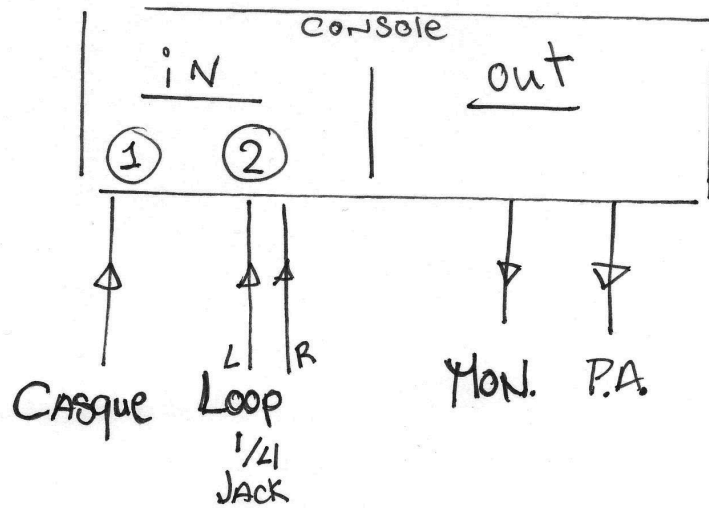 CONSOLE
iN
out
1
2
L
R
CASque
Loop
1/4
JACK
MON.
P.A.